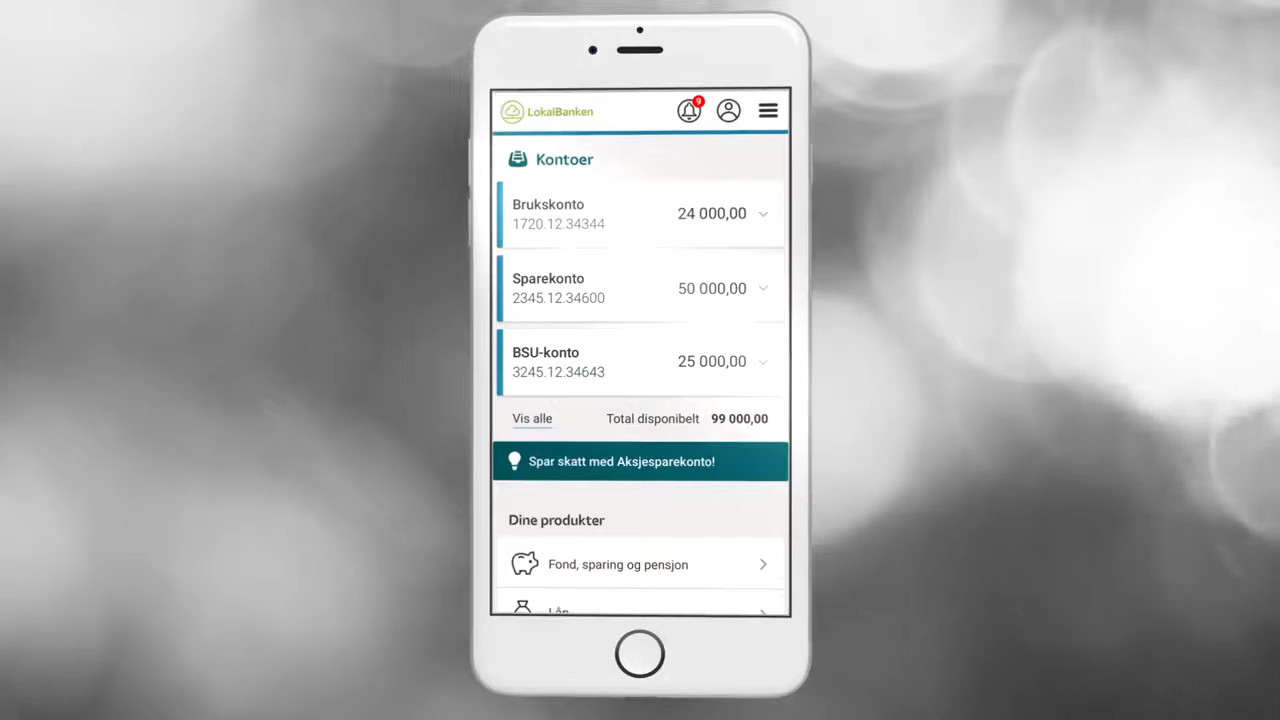 LokalBanken
9
Kontoer
Brukskonto
24 000,00
1720.12.34344
Sparekonto
50 000,00
2345.12.34600
BSU-konto
25 000,00
3245.12.34643
Vis alle
Total disponibelt 99 000,00
Spar skatt med Aksjesparekonto!
Dine produkter
Fond, sparing og pensjon
Lån